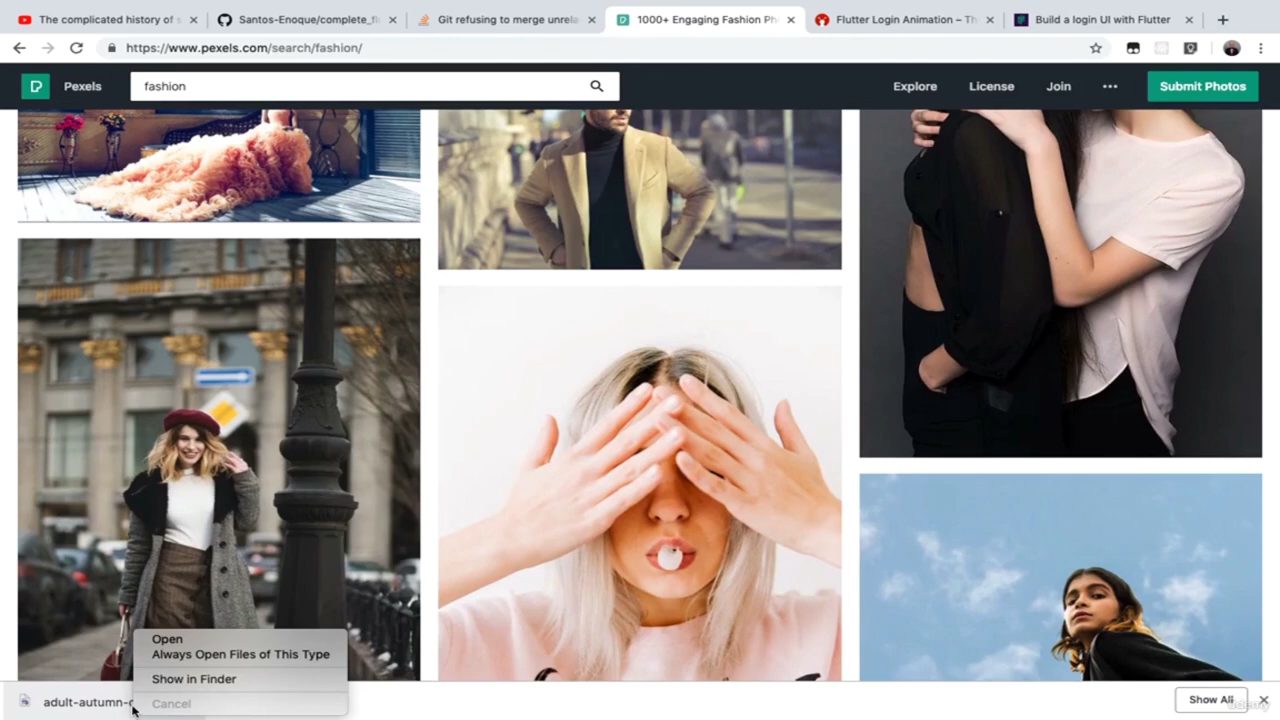 The complicated history of s
Santos-Enoque/complete_fl
Git refusing to merge unrela
1000+ Engaging Fashion Ph
Flutter Login Animation – Th
Build a login UI with Flutter
https://www.pexels.com/search/fashion/
Pexels
fashion
Explore
License
Join
Submit Photos
Open
Always Open Files of This Type
Show in Finder
Cancel
adult-autumn-c
Show All
udemy